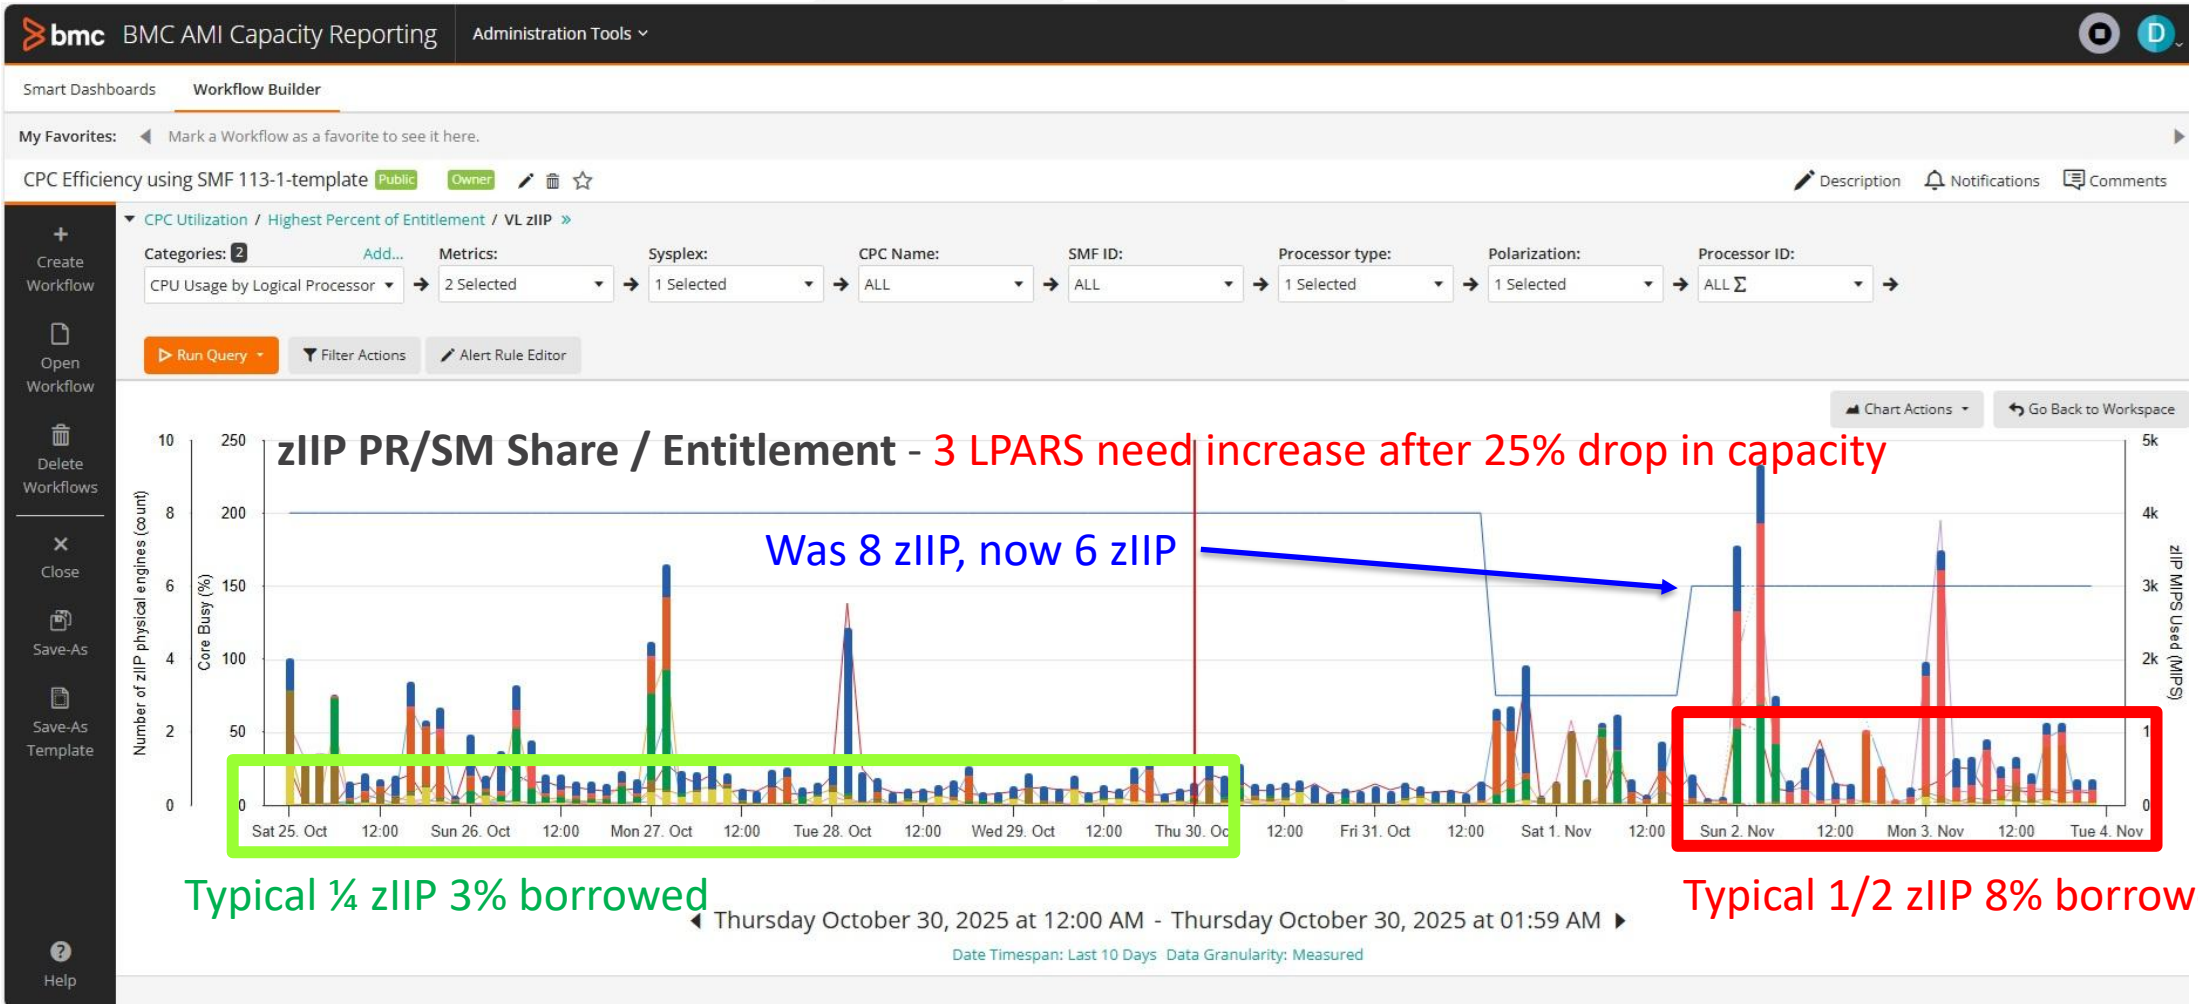 bmc BMC AMI Capacity Reporting Administration Tools D
Smart Dashboards Workflow Builder
My Favorites: Mark a Workflow as a favorite to see it here.
CPC Efficiency using SMF 113-1-template Public Owner Description Notifications Comments
CPC Utilization / Highest Percent of Entitlement / VL zIIP »
Categories: 2 Add... Metrics: Sysplex: CPC Name: SMF ID: Processor type: Polarization: Processor ID:
CPU Usage by Logical Processor 2 Selected 1 Selected ALL ALL 1 Selected 1 Selected ALL Σ
Run Query Filter Actions Alert Rule Editor
+
Create
Workflow
Open
Workflow
Delete
Workflows
Close
Save-As
Save-As
Template
Help
Chart Actions Go Back to Workspace
zIIP PR/SM Share / Entitlement - 3 LPARS need increase after 25% drop in capacity
Was 8 zIIP, now 6 zIIP
Number of zIIP physical engines (count)
10
8
6
4
2
0
Core Busy (%)
250
200
150
100
50
0
5k
4k
3k
2k
1
0
zIIP MIPS Used (MIPS)
Sat 25. Oct 12:00 Sun 26. Oct 12:00 Mon 27. Oct 12:00 Tue 28. Oct 12:00 Wed 29. Oct 12:00 Thu 30. Oc 12:00 Fri 31. Oct 12:00 Sat 1. Nov 12:00 Sun 2. Nov 12:00 Mon 3. Nov 12:00 Tue 4. Nov
Typical ¼ zIIP 3% borrowed
Typical 1/2 zIIP 8% borrow
Thursday October 30, 2025 at 12:00 AM - Thursday October 30, 2025 at 01:59 AM
Date Timespan: Last 10 Days Data Granularity: Measured